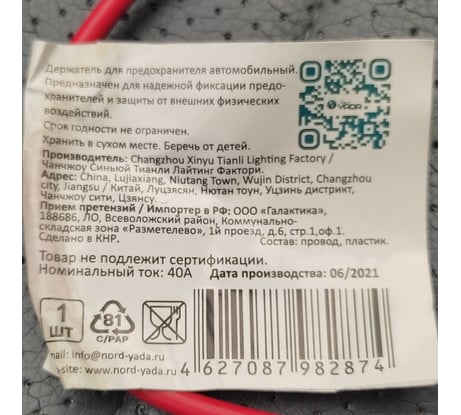 Держатель для предохранителя автомобильный.
Предназначен для надежной фиксации предо-
хранителей и защиты от внешних физических
воздействий.
Срок годности не ограничен.
Хранить в сухом месте. Беречь от детей.
Производитель: Changzhou Xinyu Tianli Lighting Factory /
Чанчжоу Синьюй Тианли Лайтинг Фактори.
Адрес: China, Lujiaxiang, Niutang Town, Wujin District, Changzhou
city, Jiangsu / Китай, Луцзясян, Нютан тоун, Уцзинь дистрикт,
Чанчжоу сити, Цзянсу.
Прием претензий / Импортер в РФ: ООО «Галактика»,
188686, ЛО, Всеволожский район, Коммунально-
складская зона «Разметелево», 1й проезд, д.6, стр.1,оф.1.
Сделано в КНР. Состав: провод, пластик.
Товар не подлежит сертификации.
Номинальный ток: 40А Дата производства: 06/2021
1
ШТ
81
C/PAP
mail: info@nord-yada.ru
site: www.nord-yada.ru
4 627087 982874
YADA